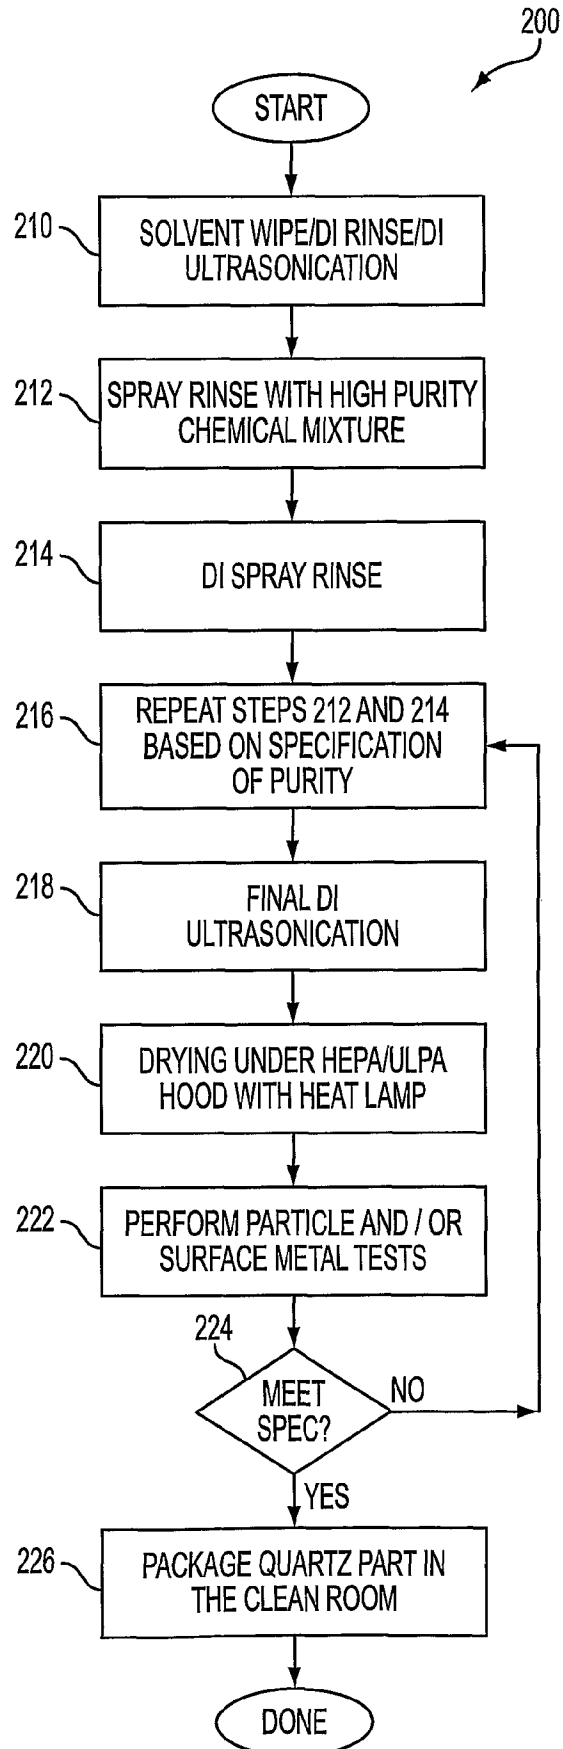 200
START
210
SOLVENT WIPE/DI RINSE/DI
ULTRASONICATION
212
SPRAY RINSE WITH HIGH PURITY
CHEMICAL MIXTURE
214
DI SPRAY RINSE
216
REPEAT STEPS 212 AND 214
BASED ON SPECIFICATION
OF PURITY
218
FINAL DI
ULTRASONICATION
220
DRYING UNDER HEPA/ULPA
HOOD WITH HEAT LAMP
222
PERFORM PARTICLE AND / OR
SURFACE METAL TESTS
224
MEET
SPEC?
NO
YES
226
PACKAGE QUARTZ PART IN
THE CLEAN ROOM
DONE